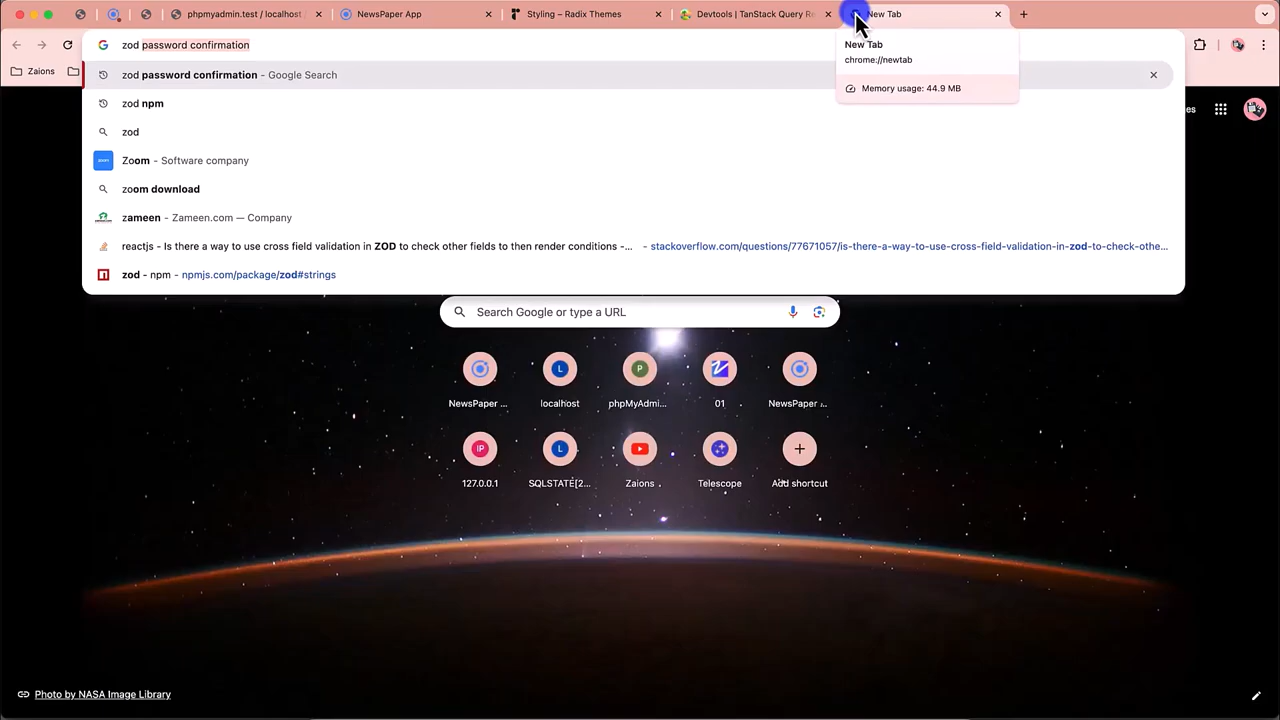 phpmyadmin.test / localhost
NewsPaper App
Styling – Radix Themes
Devtools | TanStack Query Re
New Tab
zod password confirmation
New Tab
chrome://newtab
Memory usage: 44.9 MB
Zaions
zod password confirmation - Google Search
zod npm
zod
Zoom - Software company
zoom download
zameen - Zameen.com — Company
reactjs - Is there a way to use cross field validation in ZOD to check other fields to then render conditions -... - stackoverflow.com/questions/77671057/is-there-a-way-to-use-cross-field-validation-in-zod-to-check-othe...
zod - npm - npmjs.com/package/zod#strings
es
Search Google or type a URL
NewsPaper ...
L
localhost
P
phpMyAdmi...
01
NewsPaper ...
IP
127.0.0.1
L
SQLSTATE[2...
Zaions
Telescope
Add shortcut
Photo by NASA Image Library